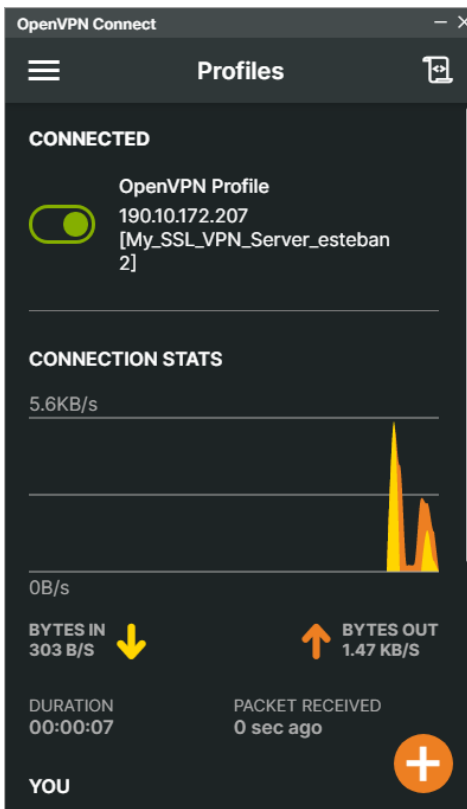 OpenVPN Connect
Profiles
CONNECTED
OpenVPN Profile
190.10.172.207
[My_SSL_VPN_Server_esteban
2]
CONNECTION STATS
5.6KB/s
0B/s
BYTES IN
303 B/S
BYTES OUT
1.47 KB/S
DURATION
00:00:07
PACKET RECEIVED
0 sec ago
YOU